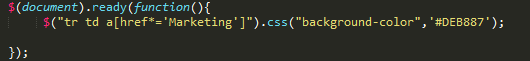 $(document).ready(function(){
$("tr td a[href*='Marketing']").css("background-color",'#DEB887');
});